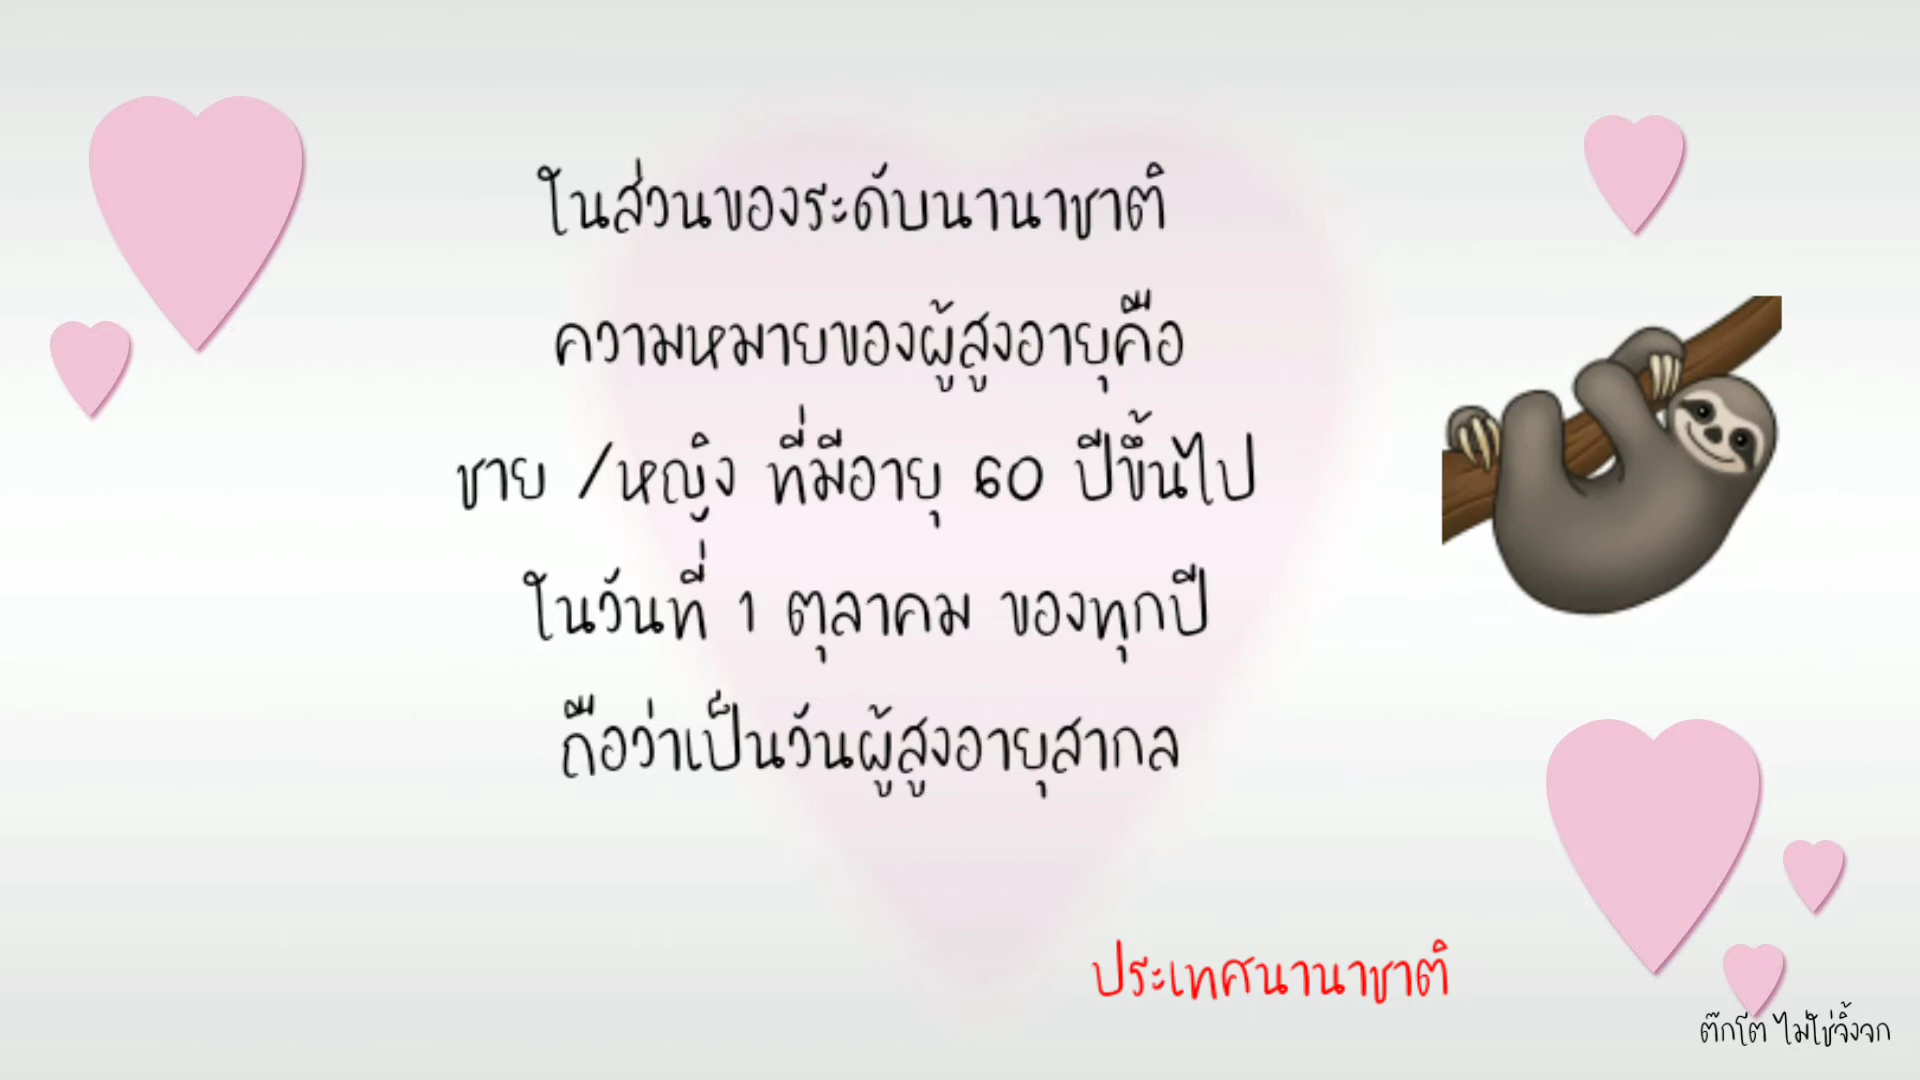 ในส่วนของระดับนานาชาติ
ความหมายของผู้สูงอายุคือ
ชาย /หญิง ที่มีอายุ 60 ปีขึ้นไป
ในวันที่ 1 ตุลาคม ของทุกปี
ถือว่าเป็นวันผู้สูงอายุสากล
ประเทศนานาชาติ
ต๊กโต ไม่ใช่จิ้งจก